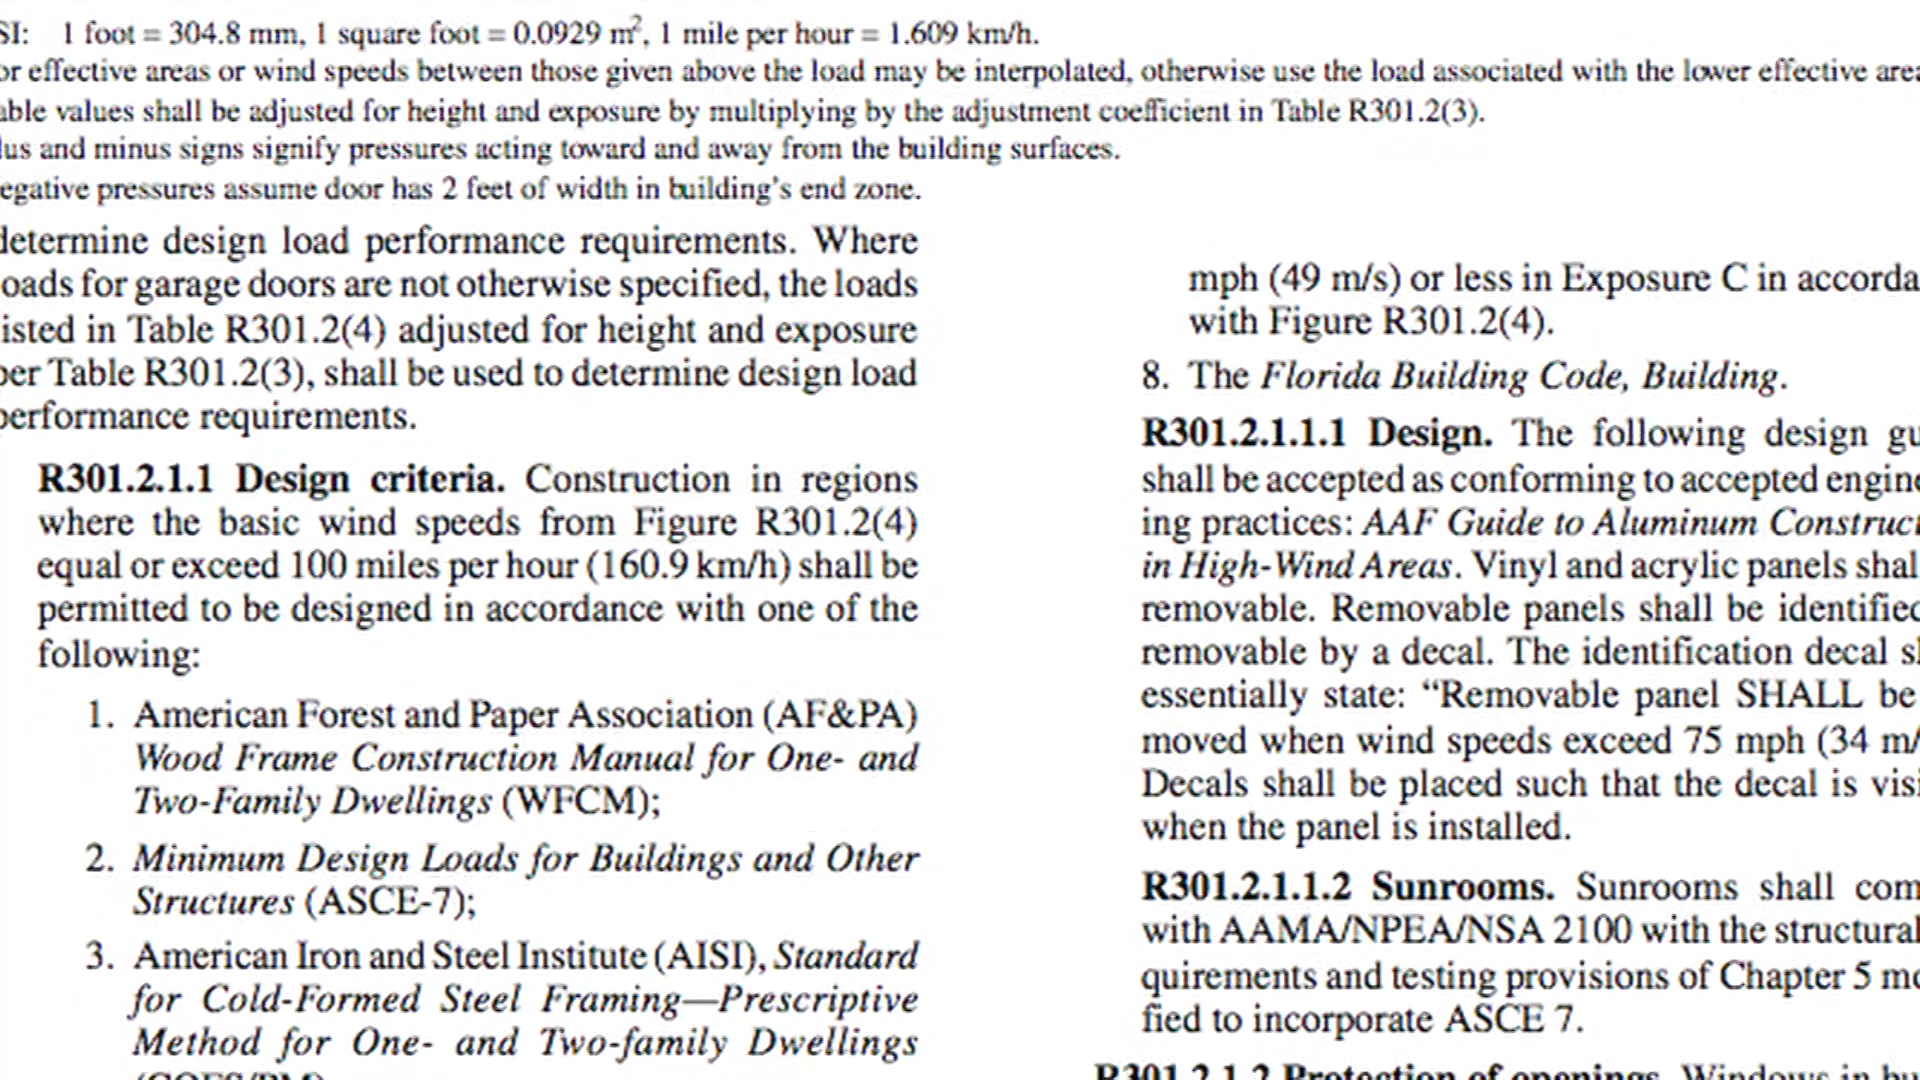 SI: 1 foot = 304.8 mm, 1 square foot = 0.0929 m², 1 mile per hour = 1.609 km/h.
or effective areas or wind speeds between those given above the load may be interpolated, otherwise use the load associated with the lower effective area
able values shall be adjusted for height and exposure by multiplying by the adjustment coefficient in Table R301.2(3).
lus and minus signs signify pressures acting toward and away from the building surfaces.
egative pressures assume door has 2 feet of width in building's end zone.
determine design load performance requirements. Where
oads for garage doors are not otherwise specified, the loads
isted in Table R301.2(4) adjusted for height and exposure
per Table R301.2(3), shall be used to determine design load
performance requirements.
R301.2.1.1 Design criteria. Construction in regions
where the basic wind speeds from Figure R301.2(4)
equal or exceed 100 miles per hour (160.9 km/h) shall be
permitted to be designed in accordance with one of the
following:
1. American Forest and Paper Association (AF&PA)
Wood Frame Construction Manual for One- and
Two-Family Dwellings (WFCM);
2. Minimum Design Loads for Buildings and Other
Structures (ASCE-7);
3. American Iron and Steel Institute (AISI), Standard
for Cold-Formed Steel Framing—Prescriptive
Method for One- and Two-family Dwellings
mph (49 m/s) or less in Exposure C in accorda
with Figure R301.2(4).
8. The Florida Building Code, Building.
R301.2.1.1.1 Design. The following design gu
shall be accepted as conforming to accepted engine
ing practices: AAF Guide to Aluminum Construct
in High-Wind Areas. Vinyl and acrylic panels shal
removable. Removable panels shall be identified
removable by a decal. The identification decal sh
essentially state: “Removable panel SHALL be
moved when wind speeds exceed 75 mph (34 m/
Decals shall be placed such that the decal is visi
when the panel is installed.
R301.2.1.1.2 Sunrooms. Sunrooms shall com
with AAMA/NPEA/NSA 2100 with the structural
quirements and testing provisions of Chapter 5 mo
fied to incorporate ASCE 7.
R301.2.1.2 Protection of openings. Windows in bu